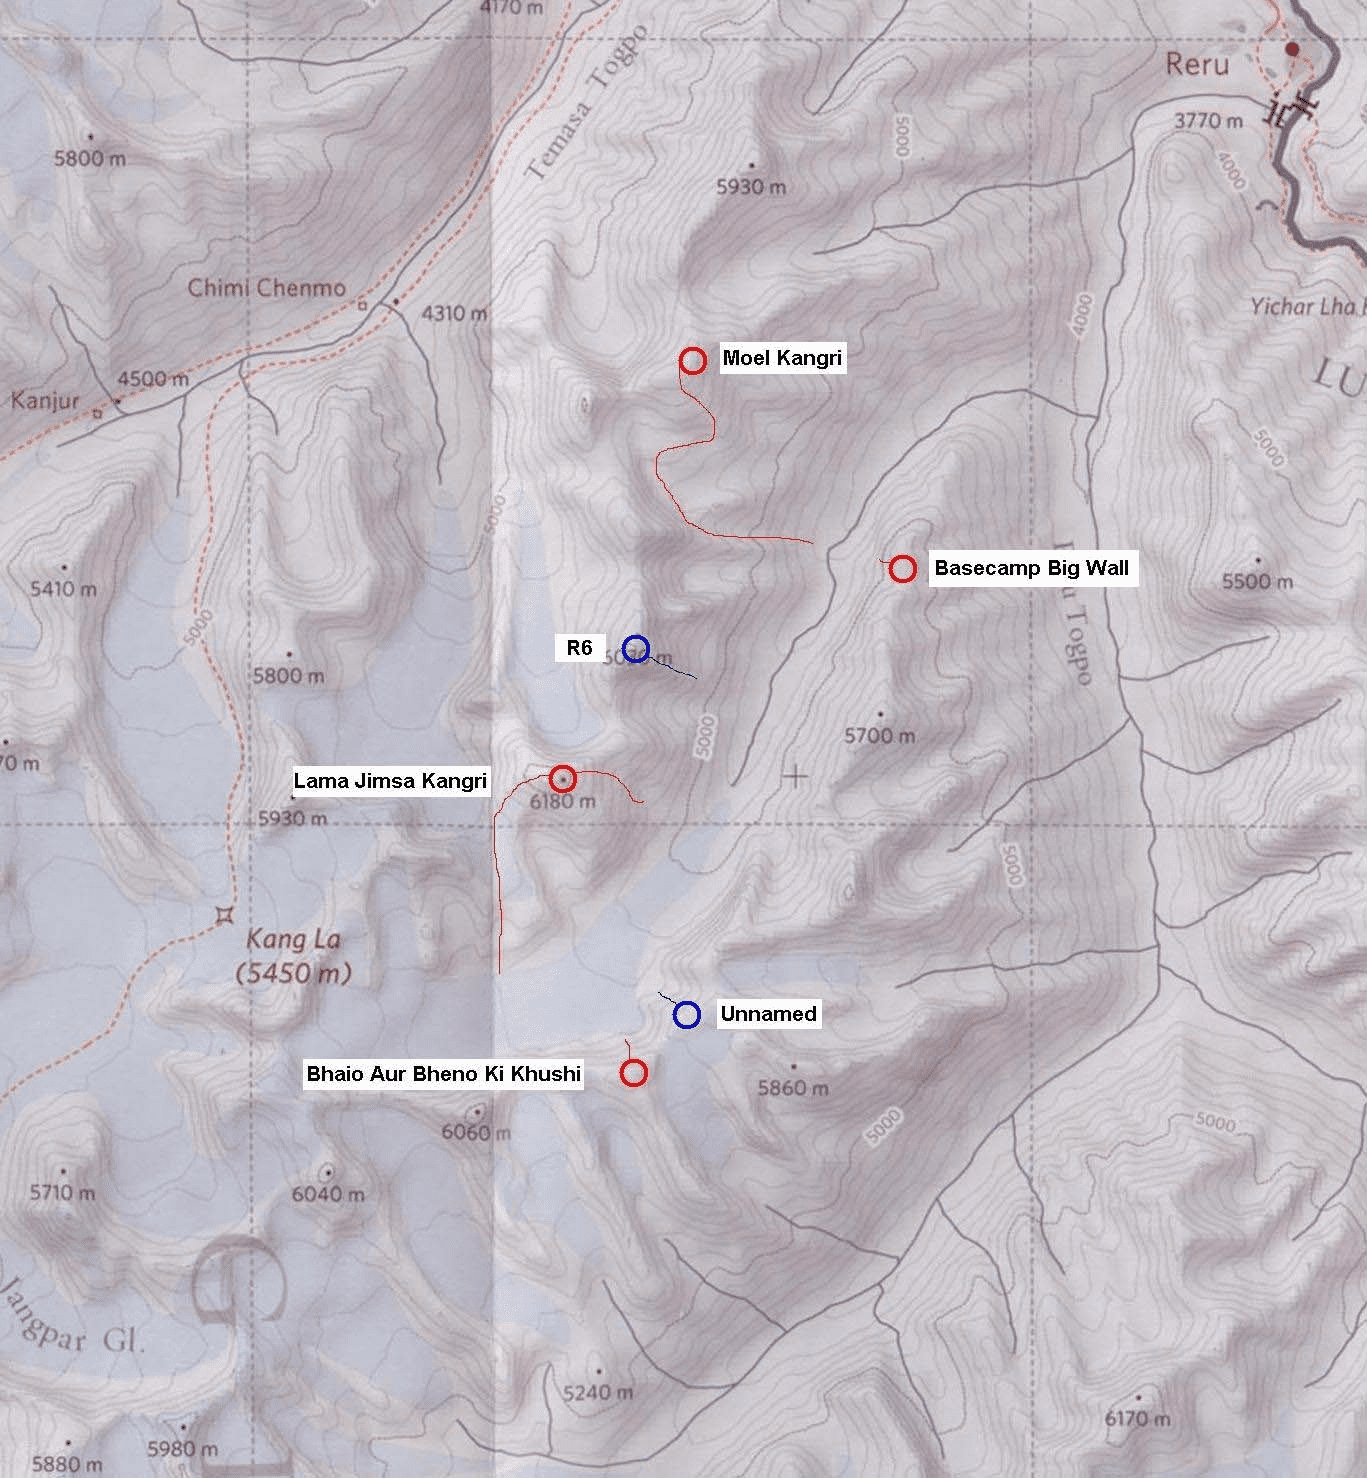 4170 m
Temasa Togpo
Reru
3770 m
4000
5000
5800 m
5930 m
Chimi Chenmo
4310 m
4000
Yichar Lha
LU
Moel Kangri
4500 m
Kanjur
5000
5000
5410 m
Basecamp Big Wall
5500 m
Togpo
5000
R6
5800 m
5000
5700 m
70 m
Lama Jimsa Kangri
6180 m
5930 m
5000
Kang La
(5450 m)
Unnamed
Bhaio Aur Bheno Ki Khushi
5860 m
6060 m
5000
5000
5710 m
6040 m
G
Jangpar Gl.
5240 m
6170 m
5980 m
5880 m